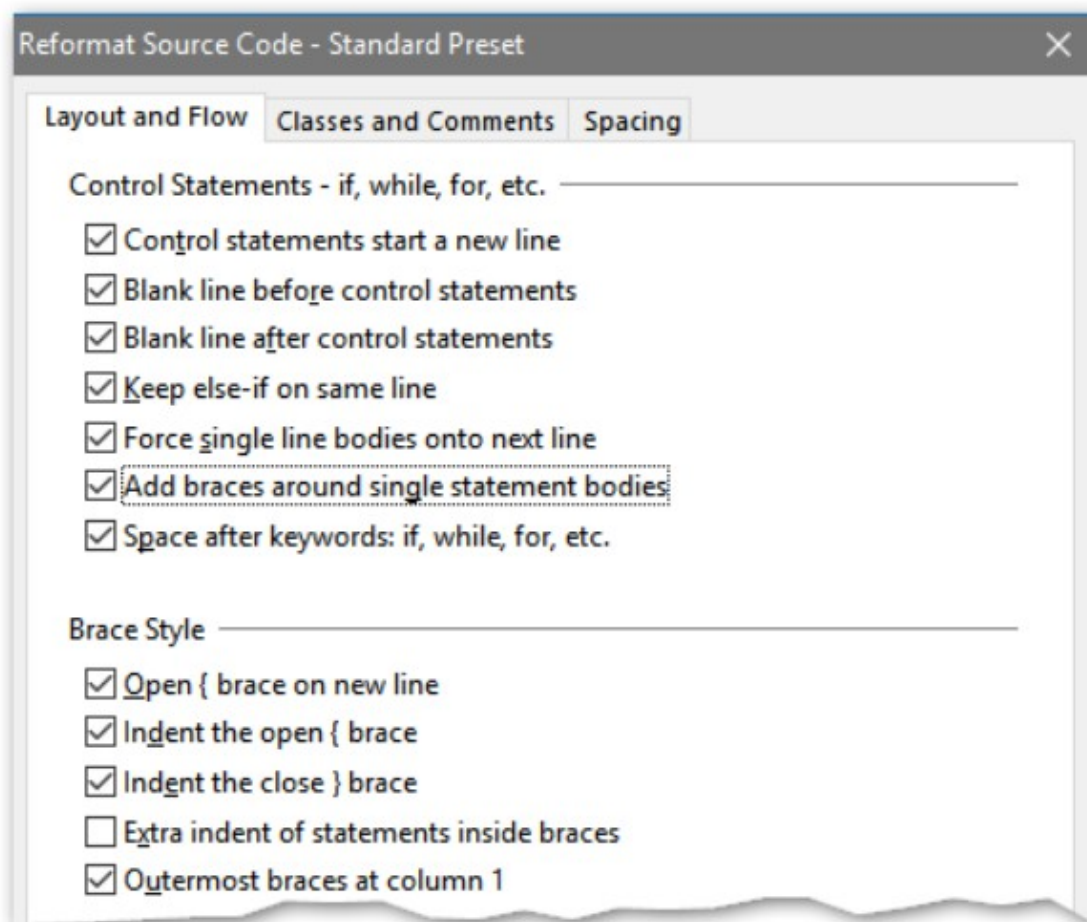 Reformat Source Code - Standard Preset
Layout and Flow Classes and Comments Spacing
Control Statements - if, while, for, etc.
Control statements start a new line
Blank line before control statements
Blank line after control statements
Keep else-if on same line
Force single line bodies onto next line
Add braces around single statement bodies
Space after keywords: if, while, for, etc.
Brace Style
Open { brace on new line
Indent the open { brace
Indent the close } brace
Extra indent of statements inside braces
Outermost braces at column 1